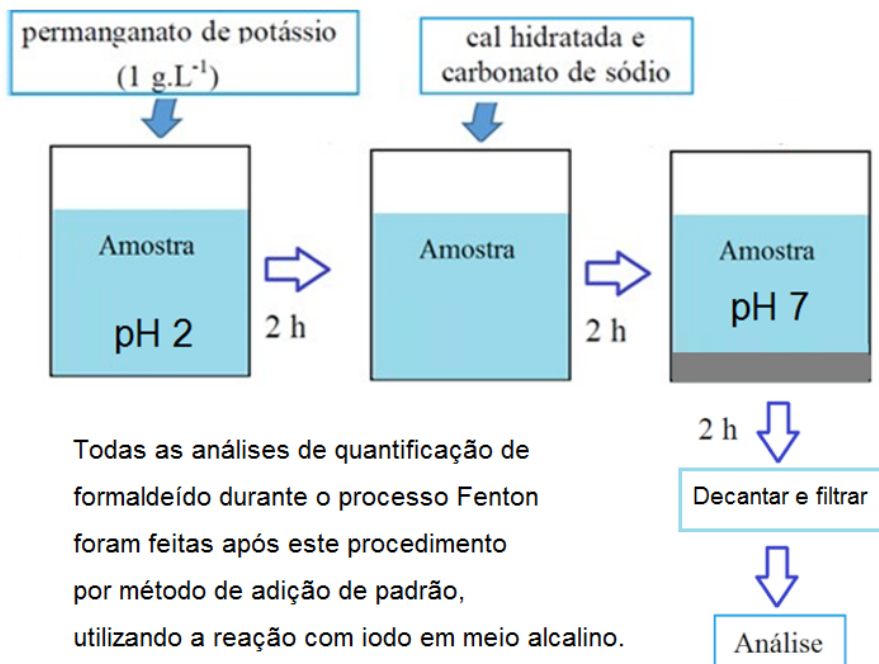 permanganato de potássio
(1 g.L⁻¹)
cal hidratada e
carbonato de sódio
Amostra
pH 2
2 h
Amostra
2 h
Amostra
pH 7
2 h
Decantar e filtrar
Análise
Todas as análises de quantificação de
formaldeído durante o processo Fenton
foram feitas após este procedimento
por método de adição de padrão,
utilizando a reação com iodo em meio alcalino.